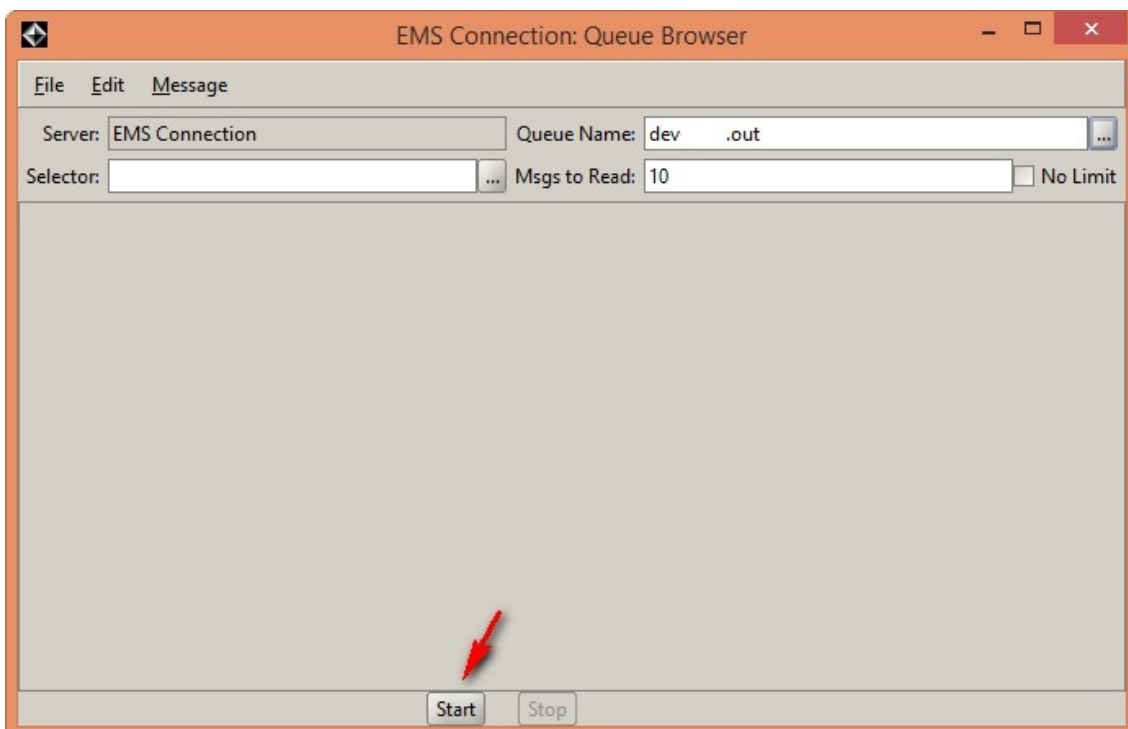 EMS Connection: Queue Browser
File Edit Message
Server: EMS Connection Queue Name: dev .out ...
Selector: ... Msgs to Read: 10 No Limit
Start Stop